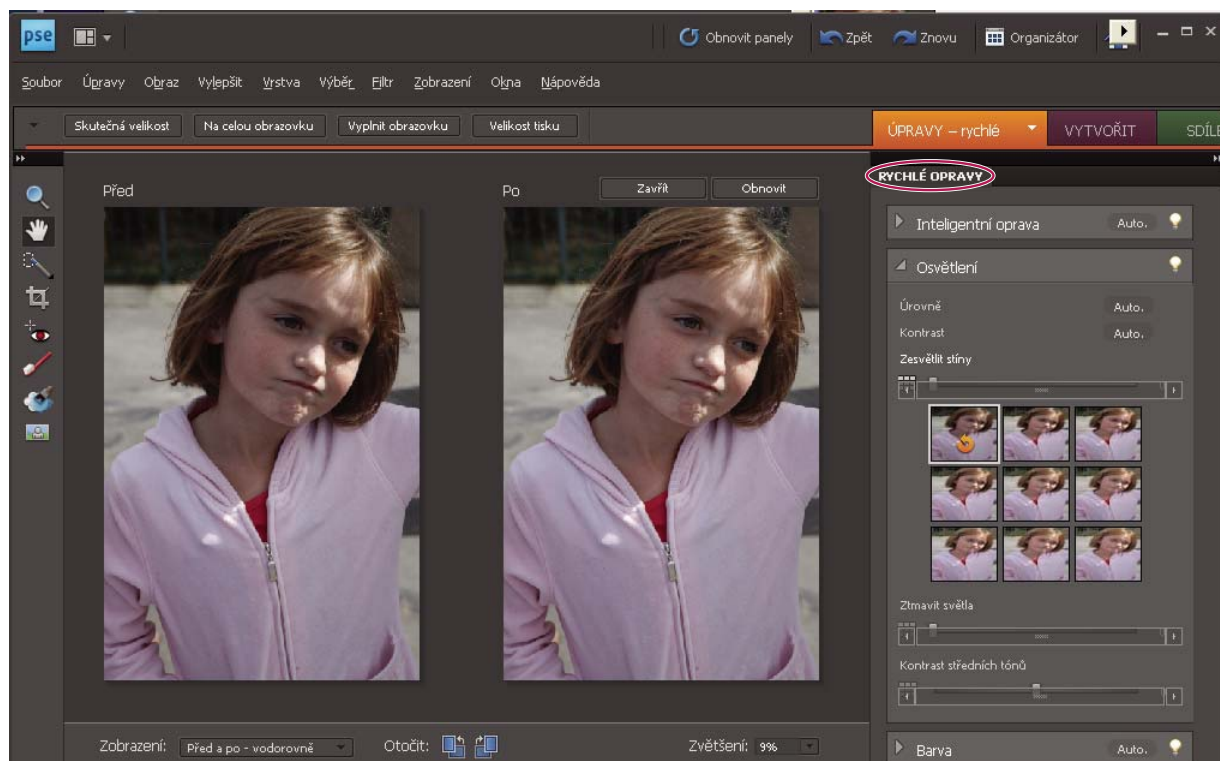 pse
Obnovit panely Zpět Znovu Organizátor
Soubor Úpravy Obraz Vylepšit Vrstva Výběr Filtr Zobrazení Okna Nápověda
Skutečná velikost Na celou obrazovku Vyplnit obrazovku Velikost tisku
ÚPRAVY – rychlé VYTVOŘIT SDÍLE
RYCHLÉ OPRAVY
Před Po Zavřít Obnovit
Inteligentní oprava Auto.
Osvětlení
Úrovně Auto.
Kontrast Auto.
Zesvětlit stíny
Ztmavit světla
Kontrast středních tónů
Zobrazení: Před a po - vodorovně Otočit: Zvětšení: 9%
Barva Auto.